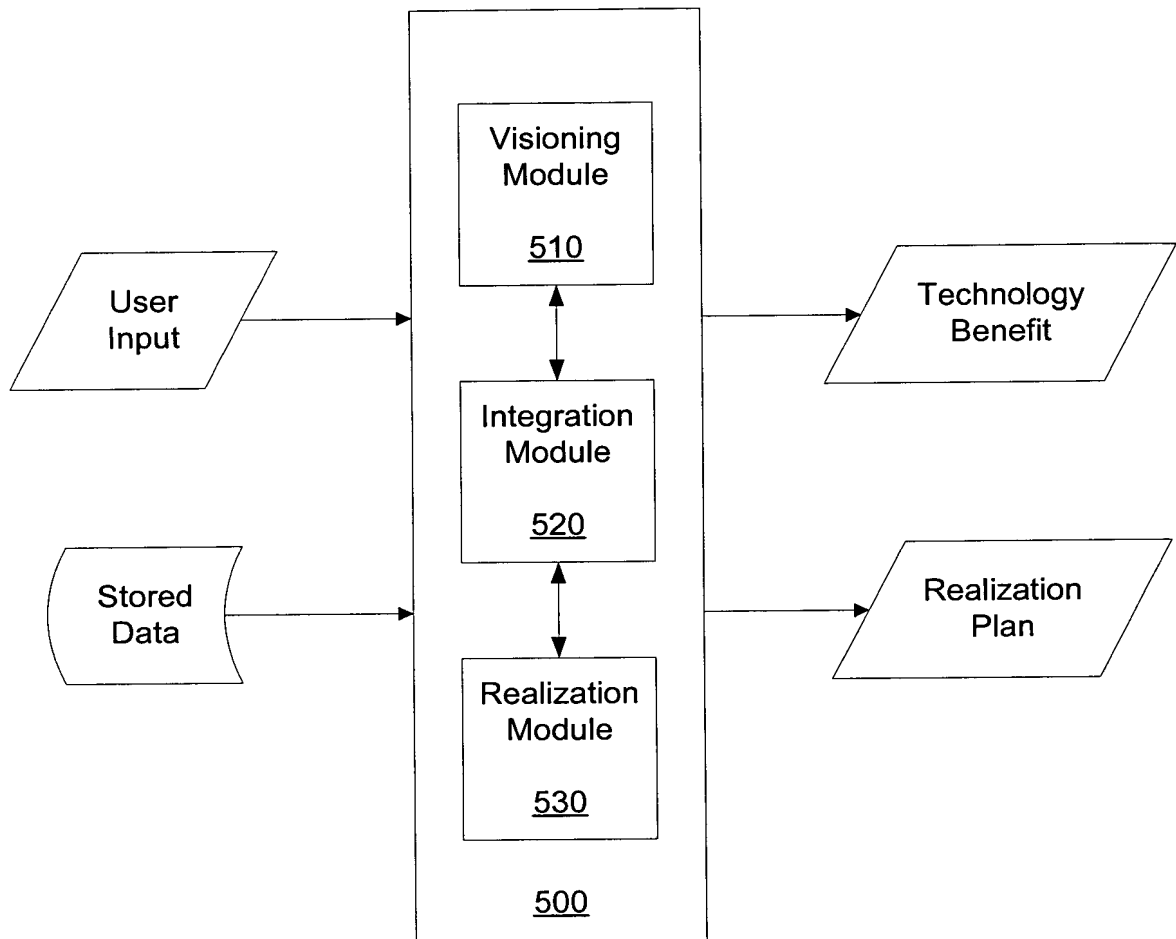 Visioning
Module
510
User
Input
Technology
Benefit
Integration
Module
520
Stored
Data
Realization
Plan
Realization
Module
530
500